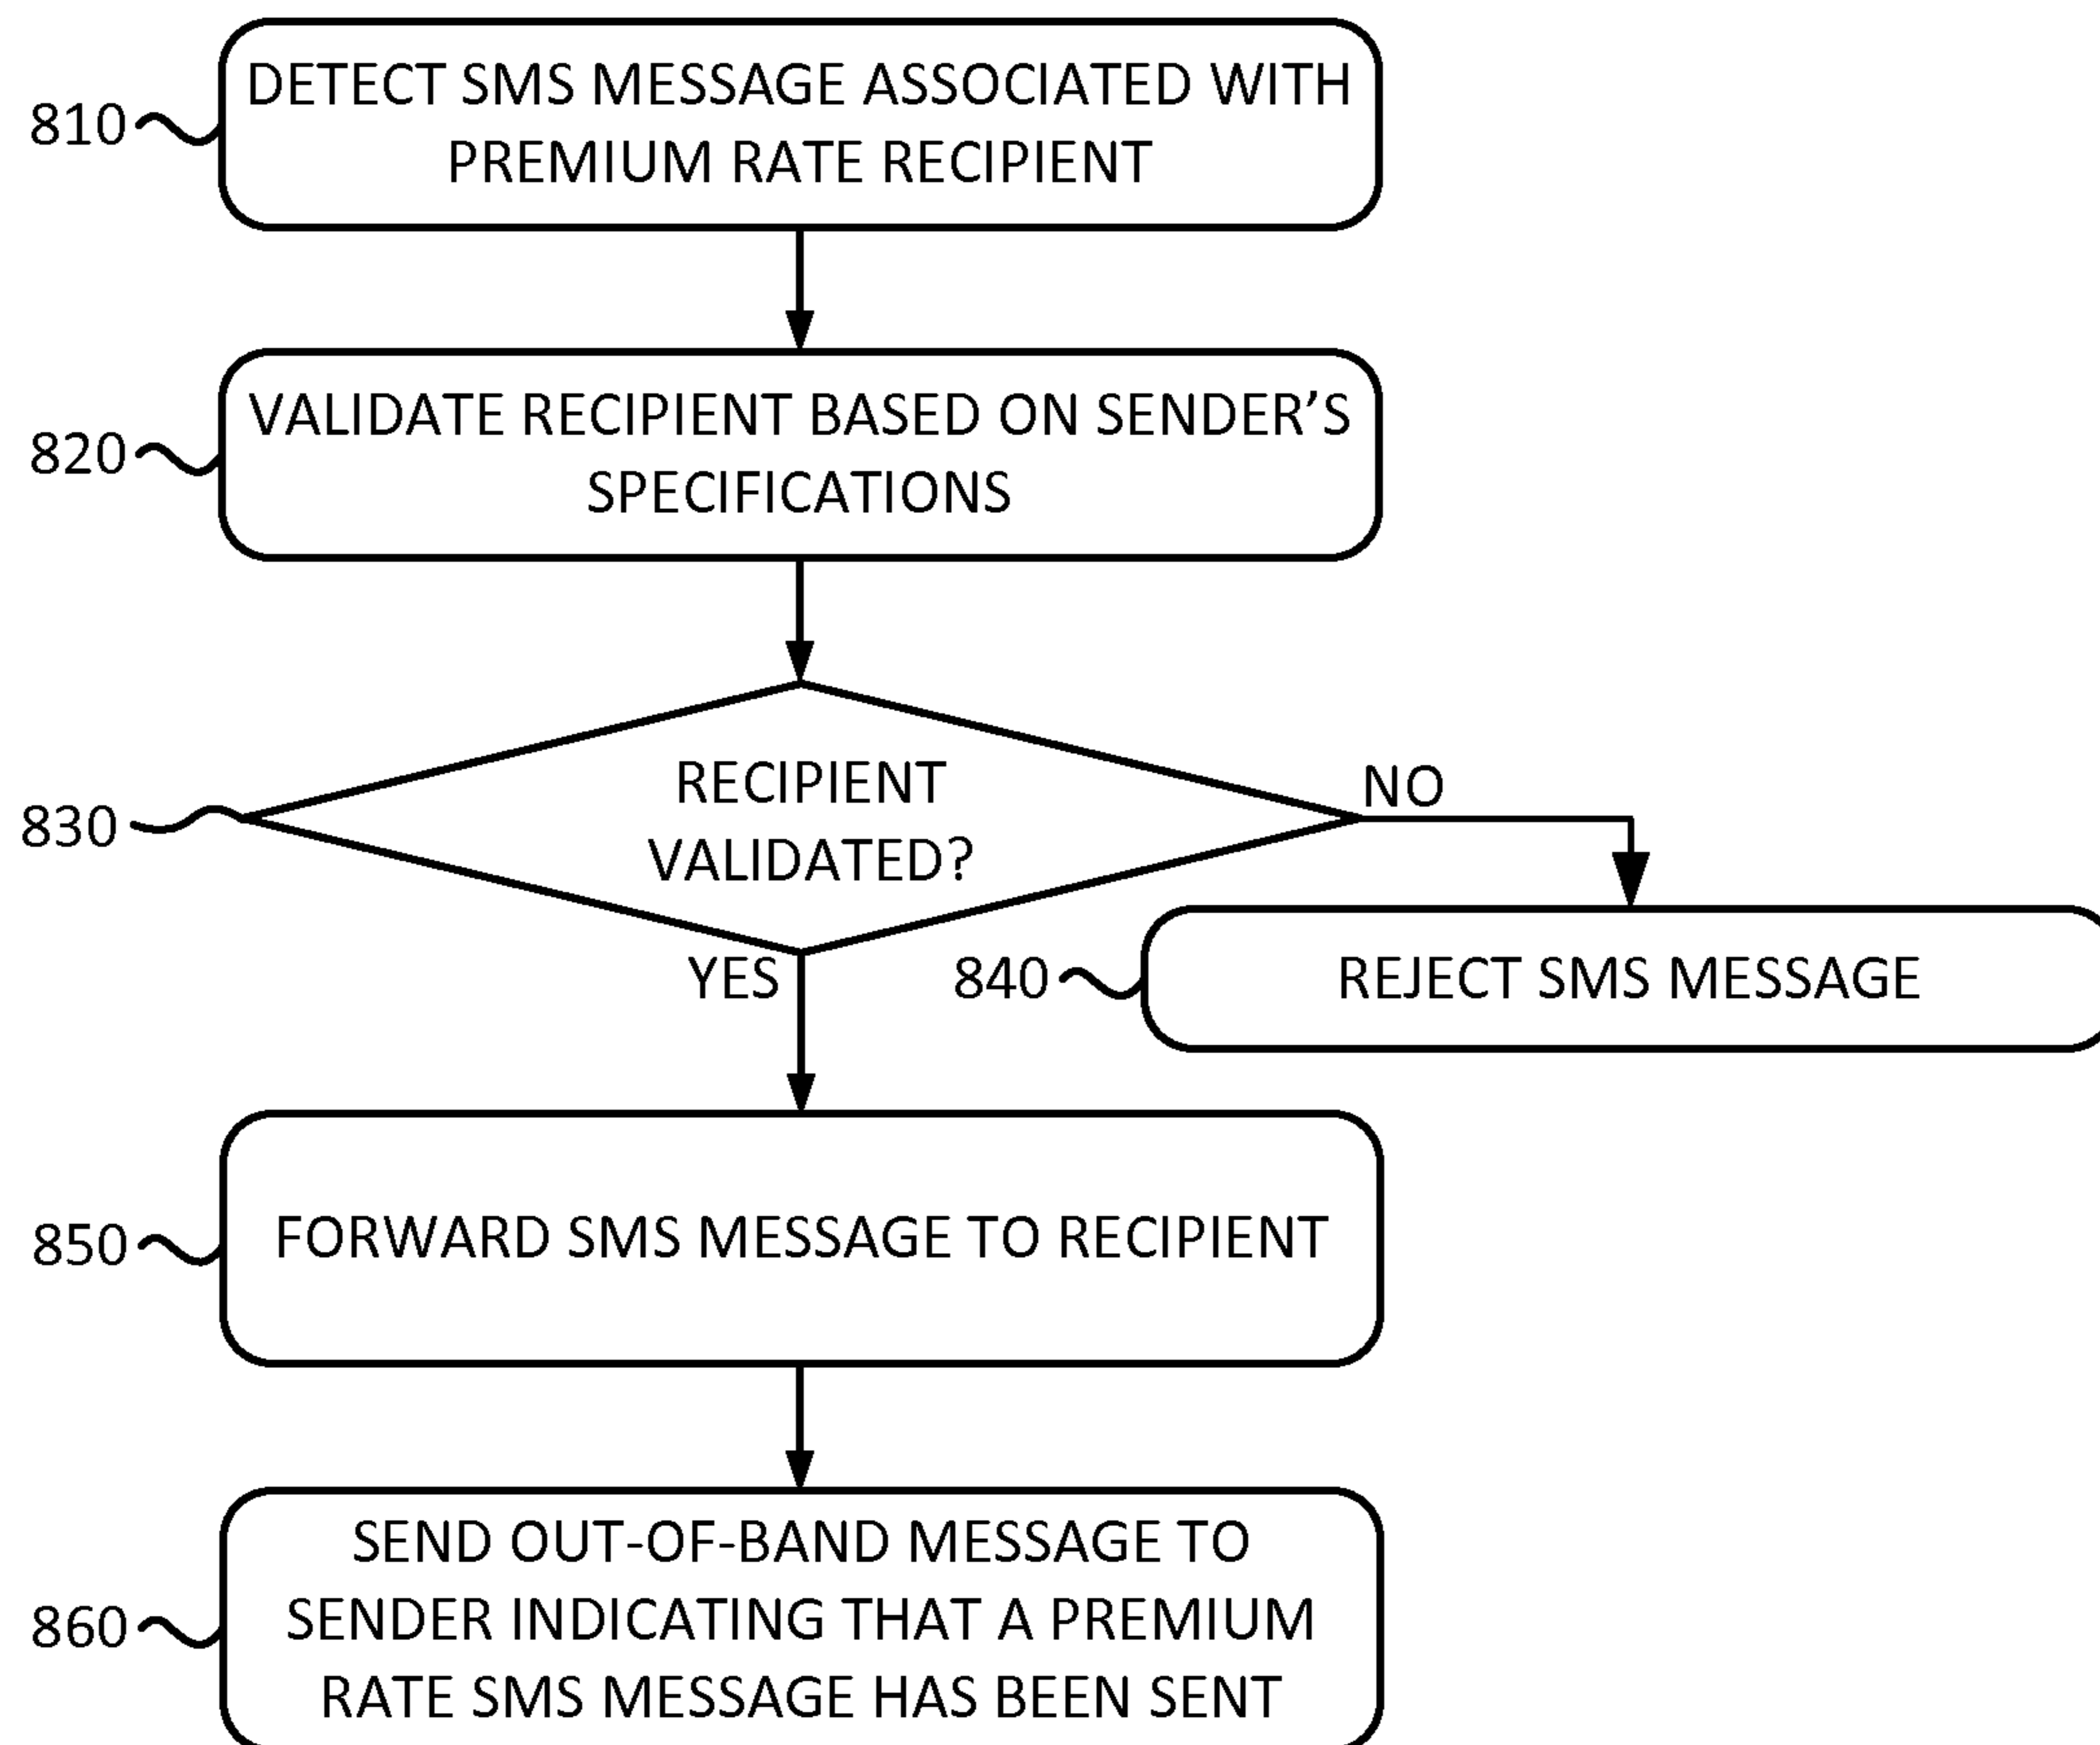 810
DETECT SMS MESSAGE ASSOCIATED WITH
PREMIUM RATE RECIPIENT
820
VALIDATE RECIPIENT BASED ON SENDER’S
SPECIFICATIONS
830
RECIPIENT
VALIDATED?
NO
YES
840
REJECT SMS MESSAGE
850
FORWARD SMS MESSAGE TO RECIPIENT
860
SEND OUT-OF-BAND MESSAGE TO
SENDER INDICATING THAT A PREMIUM
RATE SMS MESSAGE HAS BEEN SENT